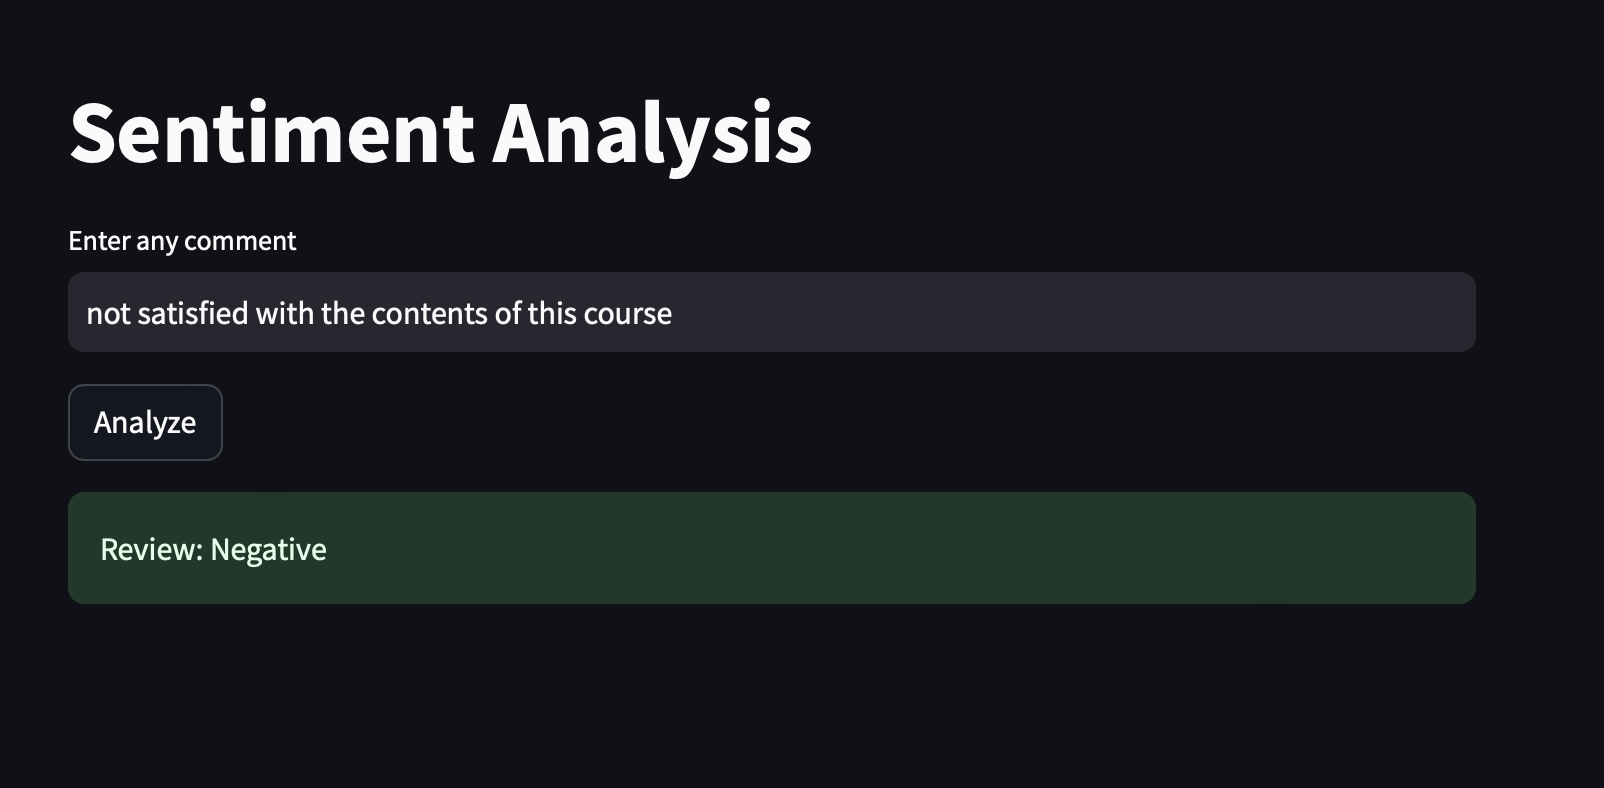 Sentiment Analysis
Enter any comment
not satisfied with the contents of this course
Analyze
Review: Negative